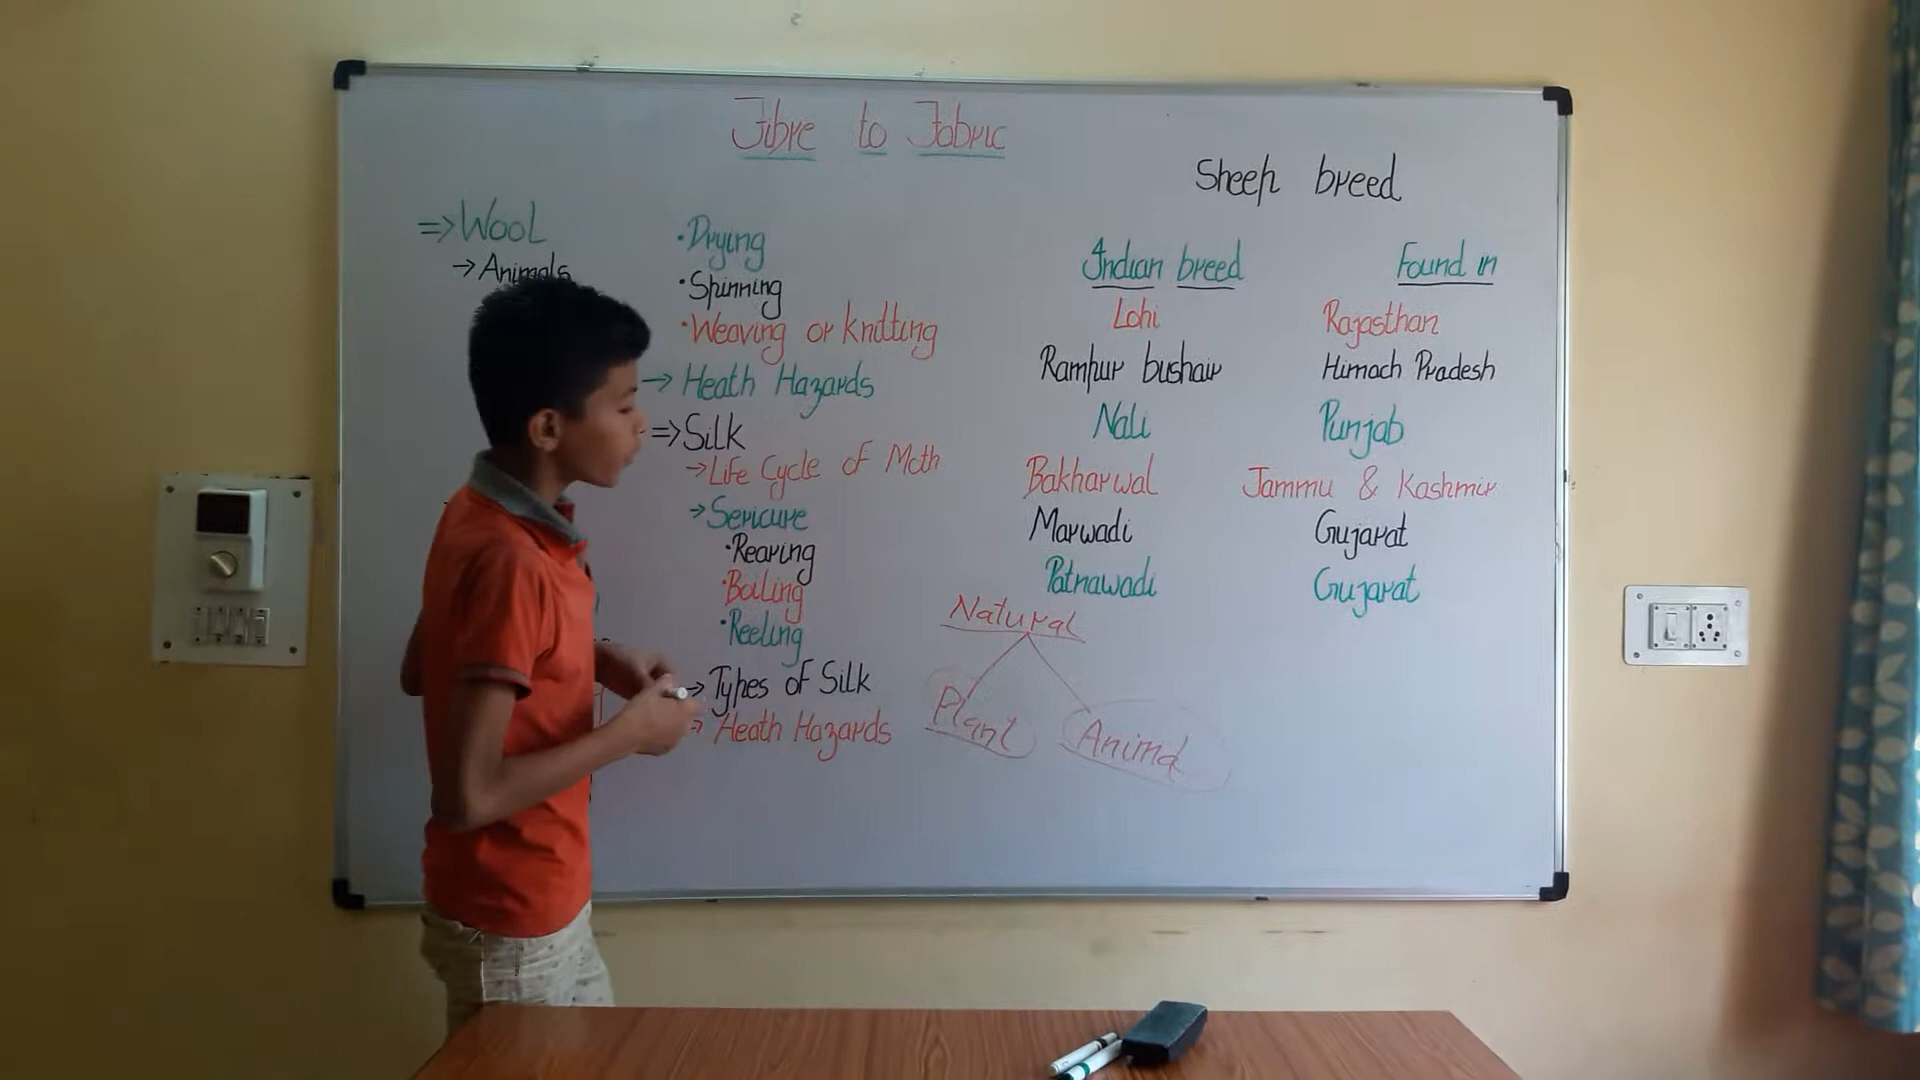 Fibre to Fabric
Sheep breed
=> Wool
→ Animals
• Drying
• Spinning
• Weaving or knitting
→ Heath Hazards
=> Silk
→ Life Cycle of Moth
→ Sericure
• Rearing
• Boiling
• Reeling
→ Types of Silk
→ Heath Hazards
Indian breed Found in
Lohi Rajasthan
Rampur bushair Himach Pradesh
Nali Punjab
Bakharwal Jammu & Kashmir
Marwadi Gujarat
Patnawadi Gujarat
Natural
Plant Animal